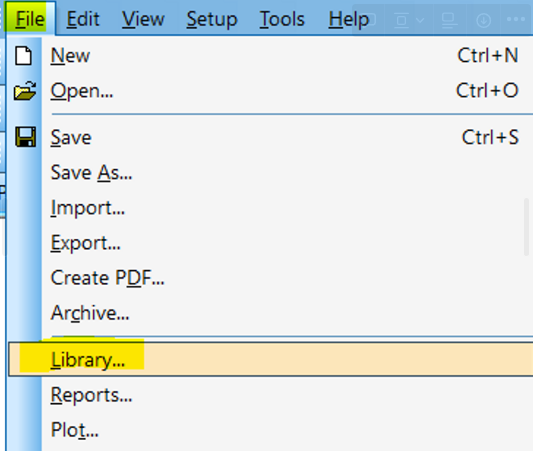 File Edit View Setup Tools Help
New Ctrl+N
Open... Ctrl+O
Save Ctrl+S
Save As...
Import...
Export...
Create PDF...
Archive...
Library...
Reports...
Plot...